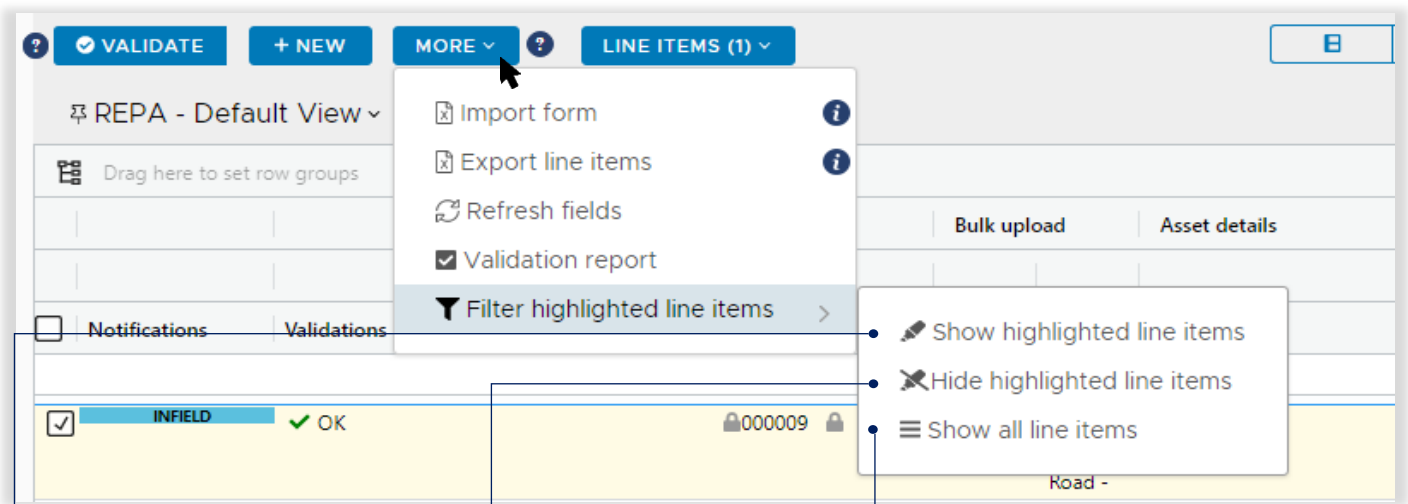 ? VALIDATE + NEW MORE ? LINE ITEMS (1)
REPA - Default View
Import form i
Export line items i
Drag here to set row groups
Refresh fields
Bulk upload Asset details
Validation report
Filter highlighted line items >
Notifications Validations
Show highlighted line items
Hide highlighted line items
Show all line items
INFIELD OK 000009
Road -